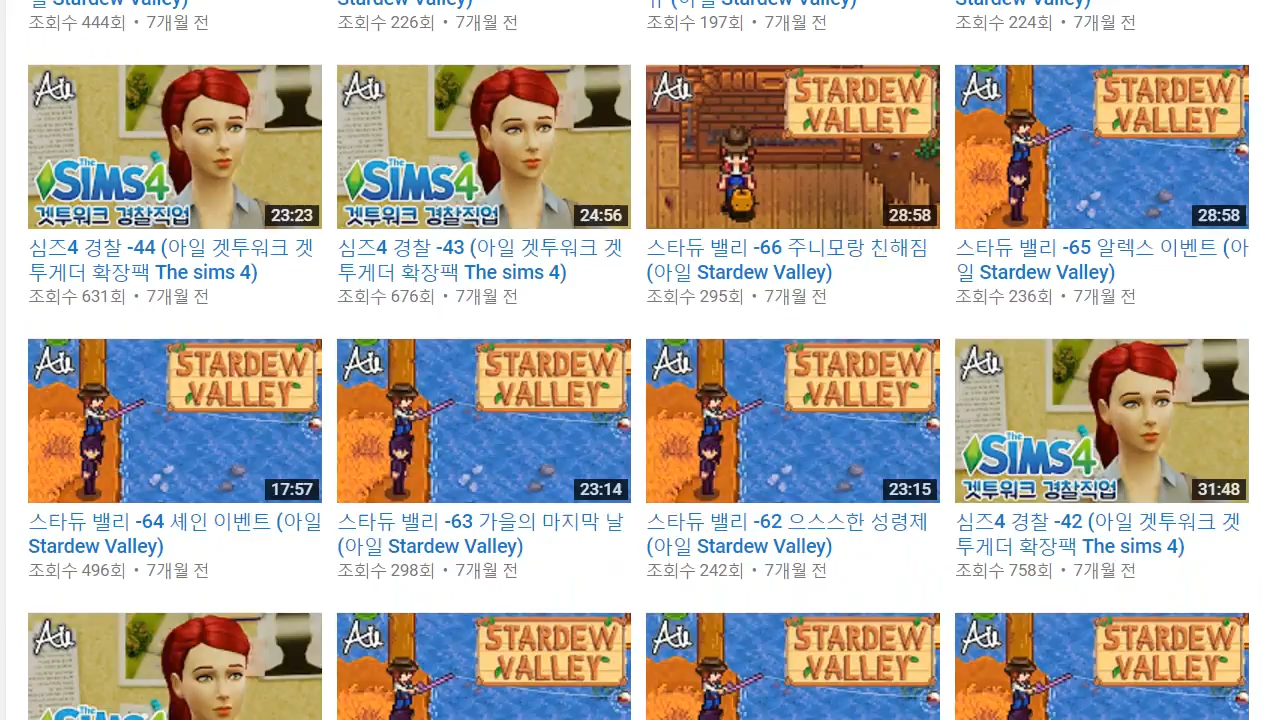 Stardew Valley)
Stardew Valley)
Stardew Valley)
조회수 444회 • 7개월 전
조회수 226회 • 7개월 전
조회수 197회 • 7개월 전
조회수 224회 • 7개월 전
Adu
The SIMS 4
겟투워크 경찰직업
23:23
Adu
The SIMS 4
겟투워크 경찰직업
24:56
Adu
STARDEW
VALLEY
28:58
Adu
STARDEW
VALLEY
28:58
심즈4 경찰 -44 (아일 겟투워크 겟
투게더 확장팩 The sims 4)
조회수 631회 • 7개월 전
심즈4 경찰 -43 (아일 겟투워크 겟
투게더 확장팩 The sims 4)
조회수 676회 • 7개월 전
스타듀 밸리 -66 주니모랑 친해짐
(아일 Stardew Valley)
조회수 295회 • 7개월 전
스타듀 밸리 -65 알렉스 이벤트 (아
일 Stardew Valley)
조회수 236회 • 7개월 전
Adu
STARDEW
VALLEY
17:57
Adu
STARDEW
VALLEY
23:14
Adu
STARDEW
VALLEY
23:15
Adu
The SIMS 4
겟투워크 경찰직업
31:48
스타듀 밸리 -64 셰인 이벤트 (아일
Stardew Valley)
조회수 496회 • 7개월 전
스타듀 밸리 -63 가을의 마지막 날
(아일 Stardew Valley)
조회수 298회 • 7개월 전
스타듀 밸리 -62 으스스한 성령제
(아일 Stardew Valley)
조회수 242회 • 7개월 전
심즈4 경찰 -42 (아일 겟투워크 겟
투게더 확장팩 The sims 4)
조회수 758회 • 7개월 전
Adu
Adu
STARDEW
VALLEY
Adu
STARDEW
VALLEY
Adu
STARDEW
VALLEY